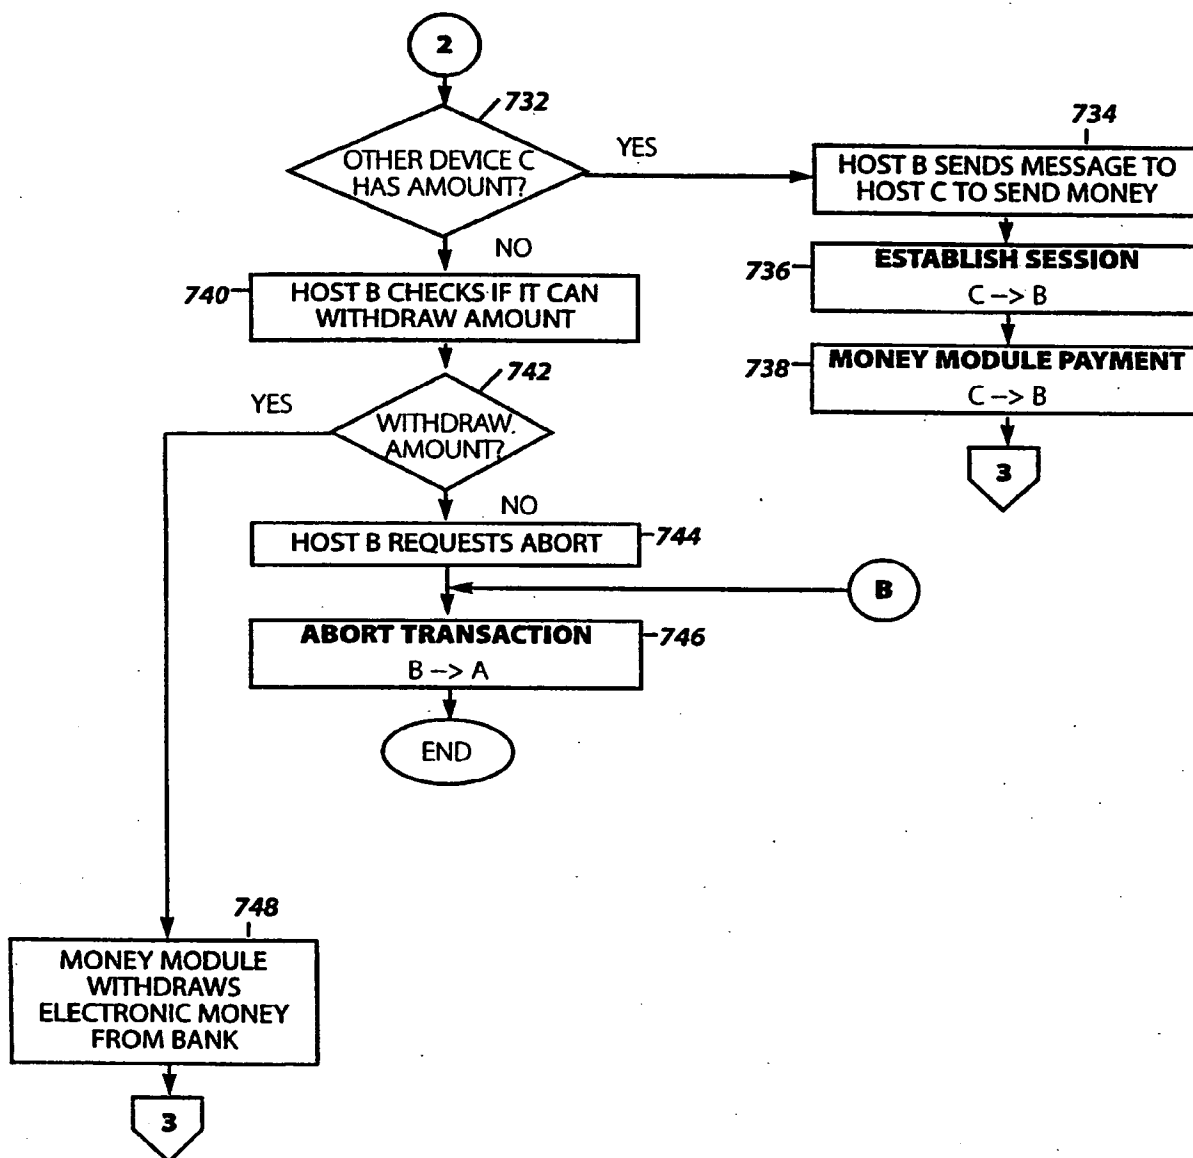 2
732
OTHER DEVICE C
HAS AMOUNT?
YES
734
HOST B SENDS MESSAGE TO
HOST C TO SEND MONEY
NO
736
ESTABLISH SESSION
C --> B
740
HOST B CHECKS IF IT CAN
WITHDRAW AMOUNT
738
MONEY MODULE PAYMENT
C --> B
742
YES
WITHDRAW
AMOUNT?
3
NO
HOST B REQUESTS ABORT
744
B
ABORT TRANSACTION
B --> A
746
END
748
MONEY MODULE
WITHDRAWS
ELECTRONIC MONEY
FROM BANK
3